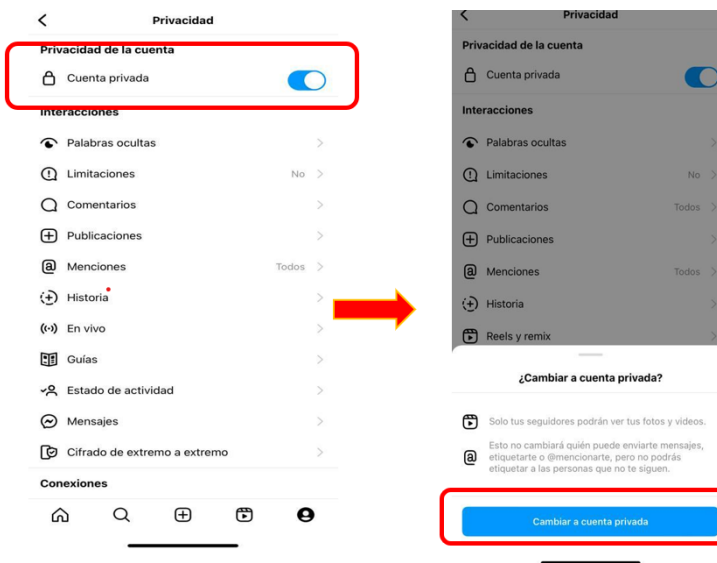 Privacidad
Privacidad de la cuenta
Cuenta privada
Interacciones
Palabras ocultas
Limitaciones No
Comentarios
Publicaciones
Menciones Todos
Historia
En vivo
Guías
Estado de actividad
Mensajes
Cifrado de extremo a extremo
Conexiones
Privacidad
Privacidad de la cuenta
Cuenta privada
Interacciones
Palabras ocultas
Limitaciones No
Comentarios Todos
Publicaciones
Menciones Todos
Historia
Reels y remix
¿Cambiar a cuenta privada?
Solo tus seguidores podrán ver tus fotos y videos.
Esto no cambiará quién puede enviarte mensajes,
etiquetarte o @mencionarte, pero no podrás
etiquetar a las personas que no te siguen.
Cambiar a cuenta privada